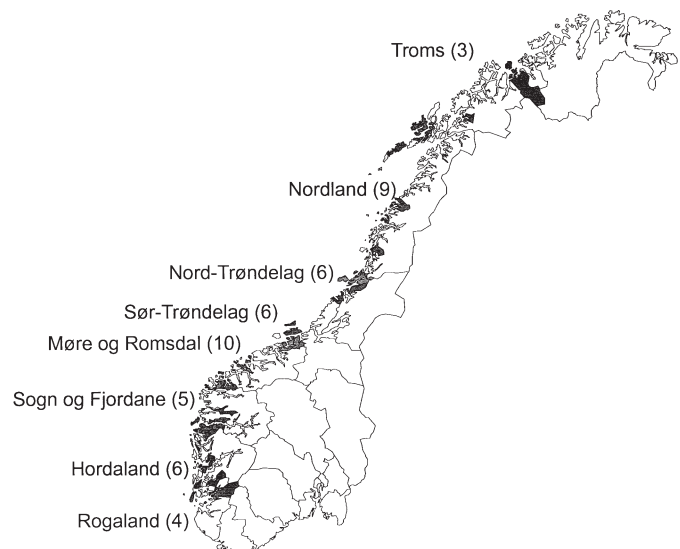 Troms (3)
Nordland (9)
Nord-Trøndelag (6)
Sør-Trøndelag (6)
Møre og Romsdal (10)
Sogn og Fjordane (5)
Hordaland (6)
Rogaland (4)